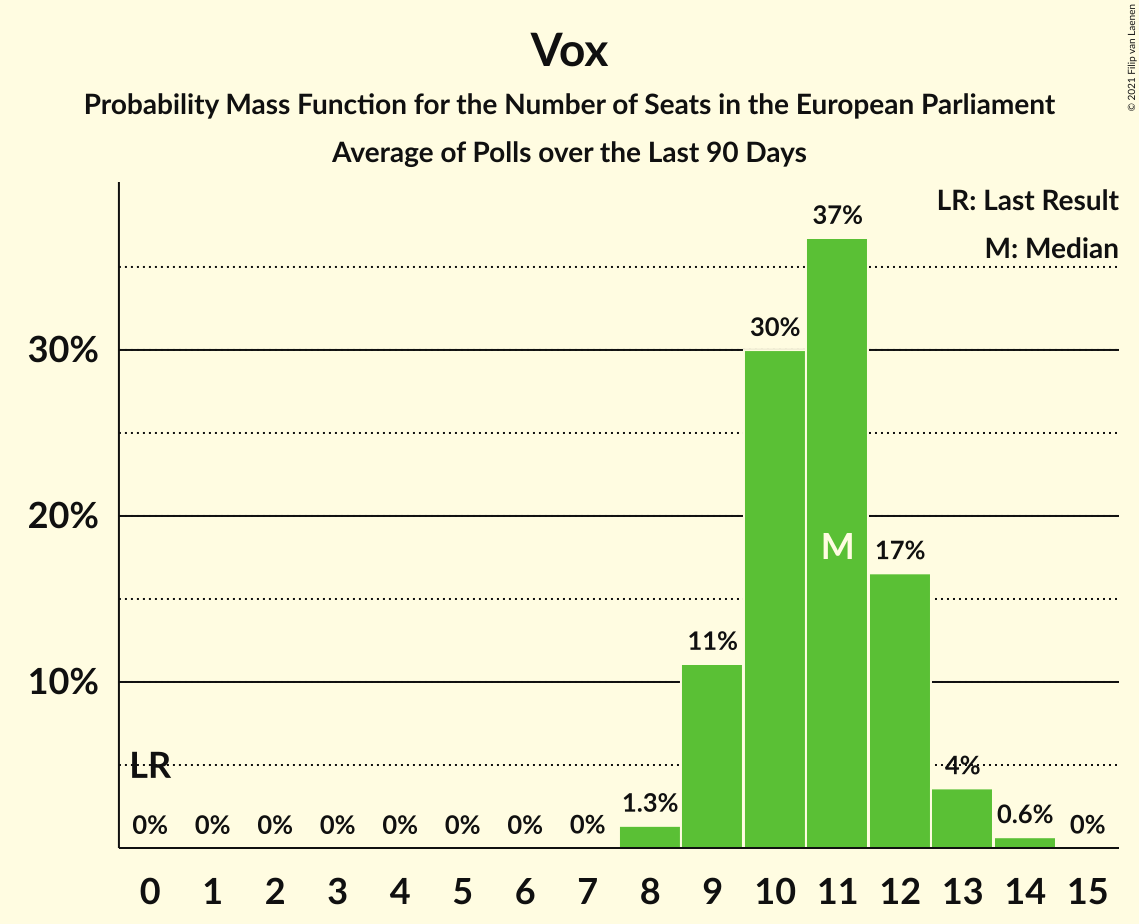 Vox
Probability Mass Function for the Number of Seats in the European Parliament
Average of Polls over the Last 90 Days
© 2021 Filip van Laenen
LR: Last Result
M: Median
37%
30%
30%
20%
M
17%
11%
10%
LR
4%
1.3%
0.6%
0% 0% 0% 0% 0% 0% 0% 0% 0%
0 1 2 3 4 5 6 7 8 9 10 11 12 13 14 15